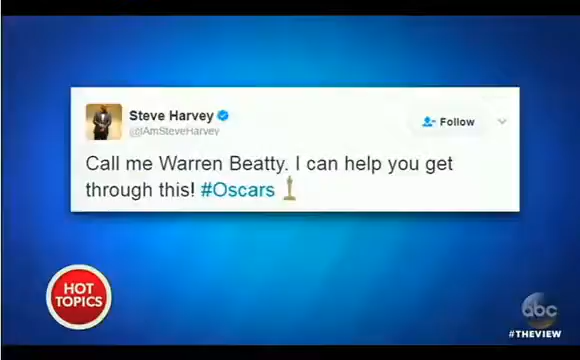 Steve Harvey
@IAmSteveHarvey
Follow
Call me Warren Beatty. I can help you get
through this! #Oscars
HOT
TOPICS
abc
#THEVIEW